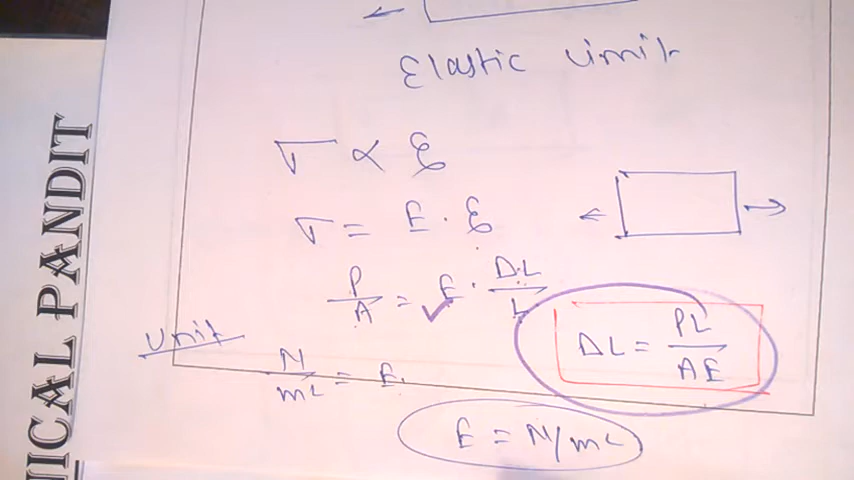 Elastic limit
σ ∝ ε
σ = E · ε
P/A = E · ΔL/L
ΔL = PL/AE
Unit
N/m² = E.
E = N/m²
ICAL PANDIT